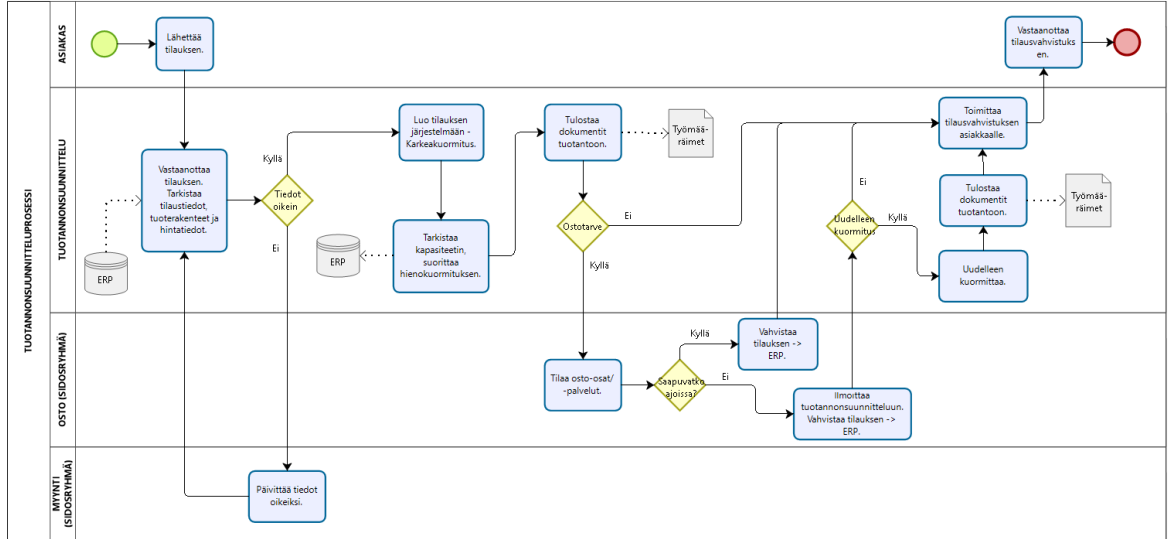 TUOTANNONSUUNNITTELUPROSESSI
ASIAKAS
Lähettää
tilauksen.
Vastaanottaa
tilausvahvistuks
en.
TUOTANNONSUUNNITTELU
Vastaanottaa
tilauksen.
Tarkistaa
tilaustiedot,
tuoterakenteet ja
hintatiedot.
ERP
Tiedot
oikein
Kyllä
Ei
Luo tilauksen
järjestelmään -
Karkeakuormitus.
Tarkistaa
kapasiteetin,
suorittaa
hienokuormituksen.
ERP
Tulostaa
dokumentit
tuotantoon.
Työmää-
räimet
Ostotarve
Ei
Kyllä
Uudelleen
kuormitus
Ei
Kyllä
Toimittaa
tilausvahvistuksen
asiakkaalle.
Tulostaa
dokumentit
tuotantoon.
Työmää-
räimet
Uudelleen
kuormittaa.
OSTO (SIDOSRYHMÄ)
Tilaa osto-osat/
-palvelut.
Saapuvatko
ajoissa?
Kyllä
Ei
Vahvistaa
tilauksen ->
ERP.
Ilmoittaa
tuotannonsuunnitteluun.
Vahvistaa tilauksen ->
ERP.
MYYNTI
(SIDOSRYHMÄ)
Päivittää tiedot
oikeiksi.